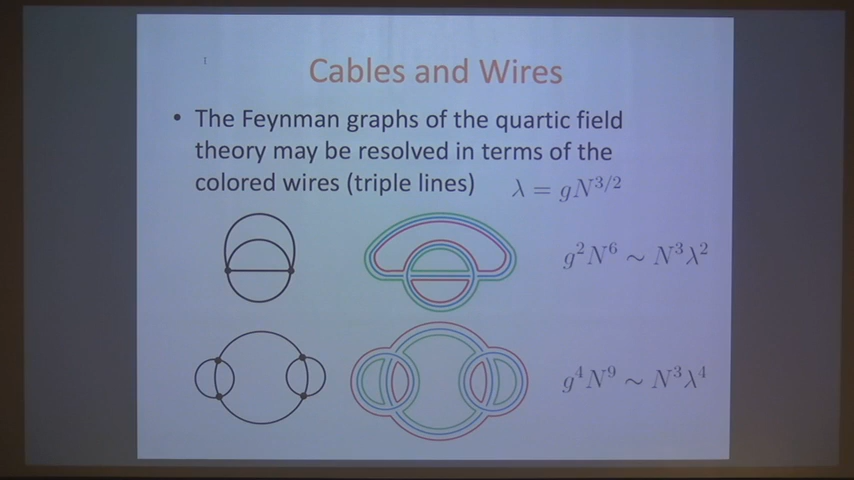 Cables and Wires
• The Feynman graphs of the quartic field
theory may be resolved in terms of the
colored wires (triple lines) λ = gN^{3/2}
g²N⁶ ∼ N³λ²
g⁴N⁹ ∼ N³λ⁴